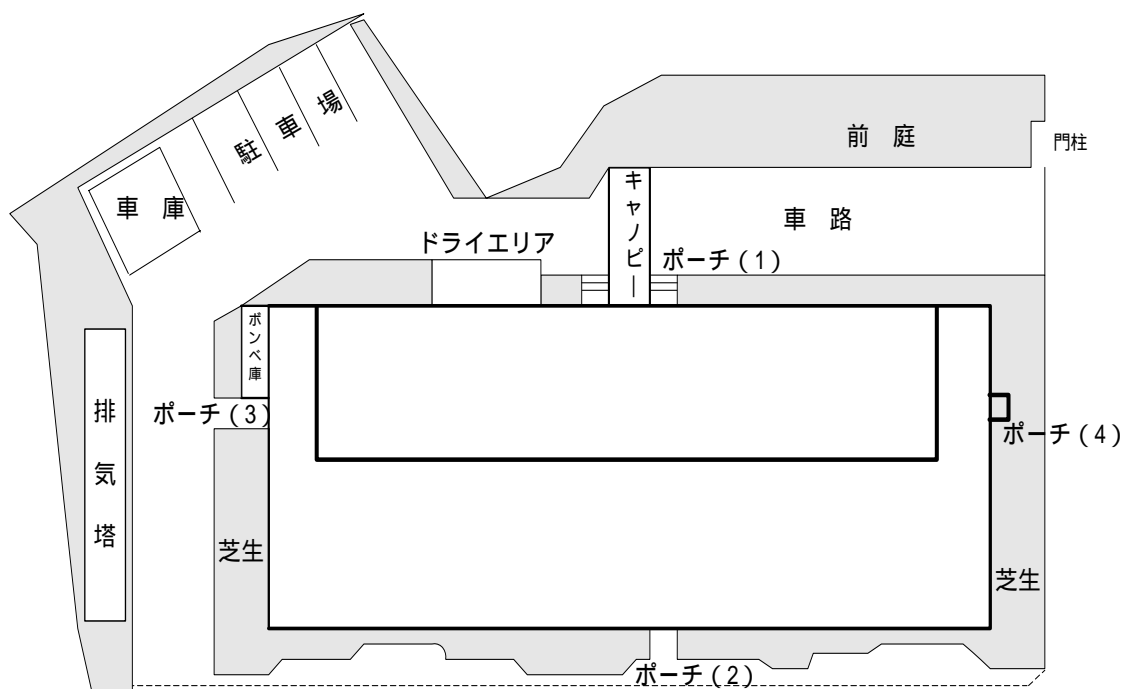 駐車場
前庭
門柱
車庫
キャノピー
車路
ドライエリア
ポーチ(1)
ボンベ庫
排気塔
ポーチ(3)
ポーチ(4)
芝生
芝生
ポーチ(2)